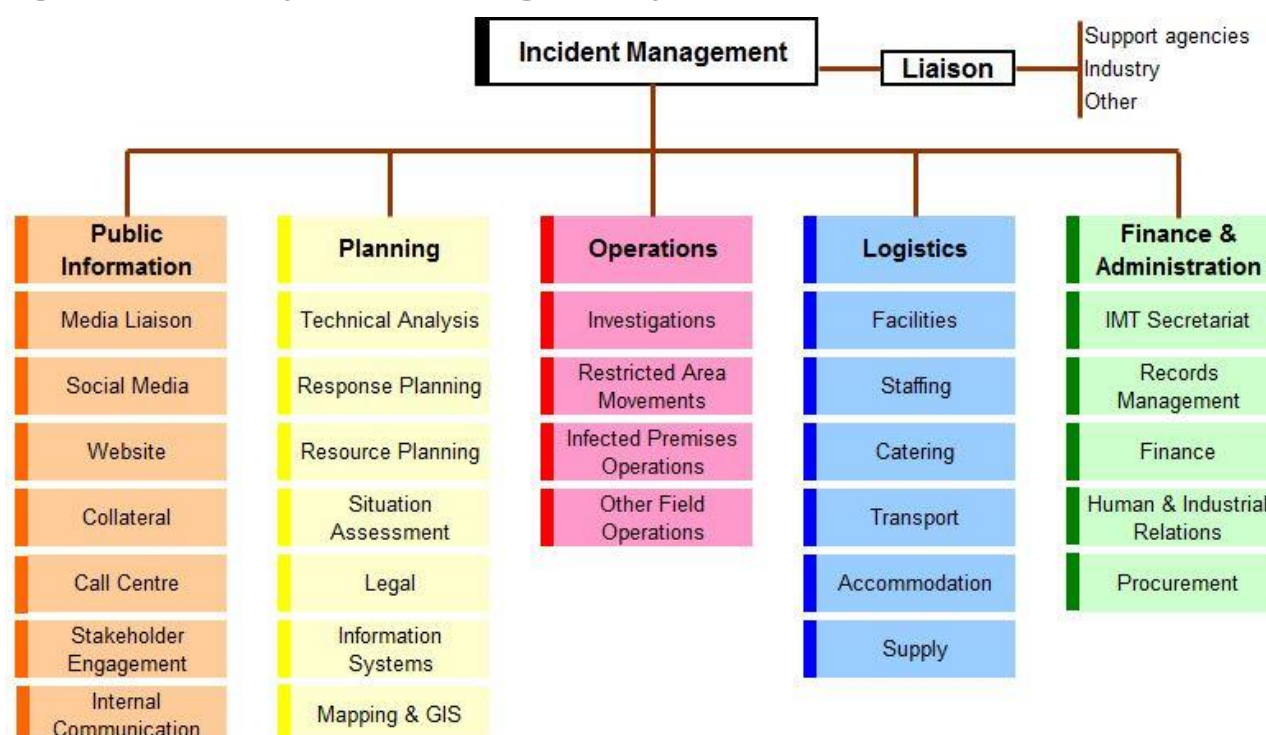 Incident Management
Liaison
Support agencies
Industry
Other
Public
Information
Media Liaison
Social Media
Website
Collateral
Call Centre
Stakeholder
Engagement
Internal
Communication
Planning
Technical Analysis
Response Planning
Resource Planning
Situation
Assessment
Legal
Information
Systems
Mapping & GIS
Operations
Investigations
Restricted Area
Movements
Infected Premises
Operations
Other Field
Operations
Logistics
Facilities
Staffing
Catering
Transport
Accommodation
Supply
Finance &
Administration
IMT Secretariat
Records
Management
Finance
Human & Industrial
Relations
Procurement